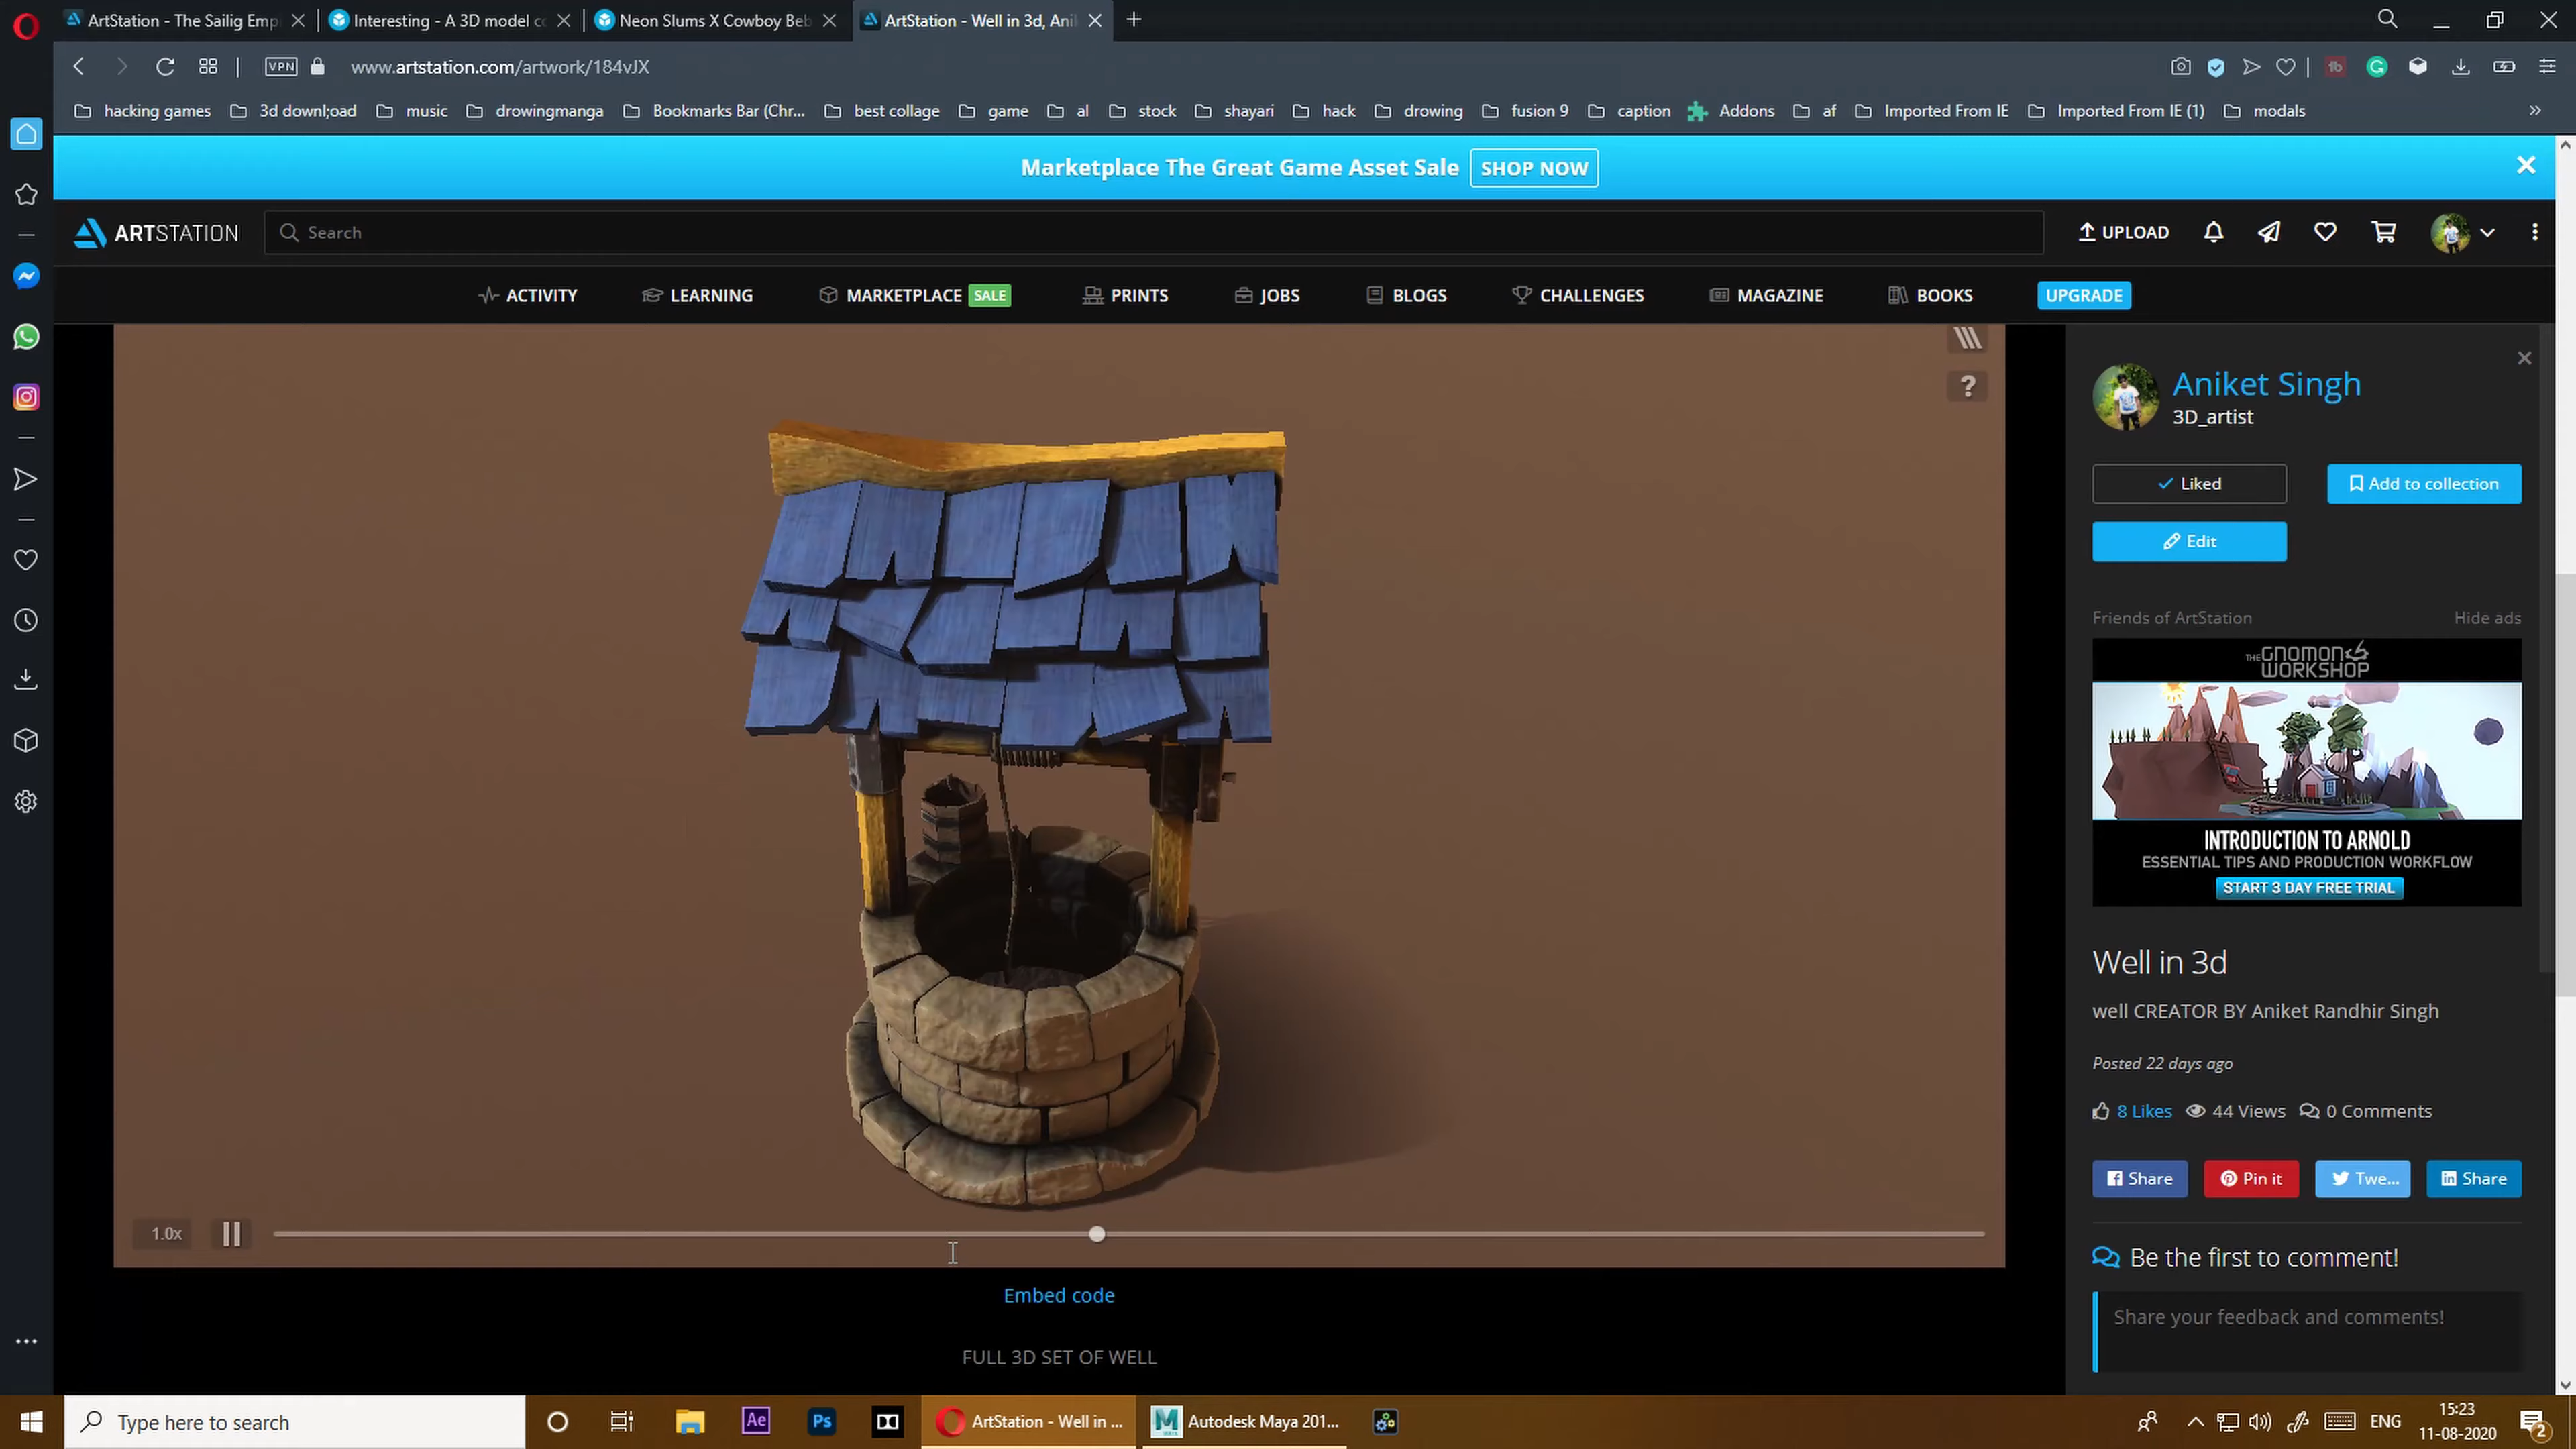 ArtStation - The Sailig Empi
Interesting - A 3D model co
Neon Slums X Cowboy Beb
ArtStation - Well in 3d, Ani
VPN
www.artstation.com/artwork/184vJX
hacking games
3d downl;oad
music
drowingmanga
Bookmarks Bar (Chr...
best collage
game
al
stock
shayari
hack
drowing
fusion 9
caption
Addons
af
Imported From IE
Imported From IE (1)
modals
Marketplace The Great Game Asset Sale
SHOP NOW
ARTSTATION
Search
UPLOAD
ACTIVITY
LEARNING
MARKETPLACE SALE
PRINTS
JOBS
BLOGS
CHALLENGES
MAGAZINE
BOOKS
UPGRADE
?
Aniket Singh
3D_artist
Liked
Add to collection
Edit
Friends of ArtStation
Hide ads
THE GNOMON
WORKSHOP
INTRODUCTION TO ARNOLD
ESSENTIAL TIPS AND PRODUCTION WORKFLOW
START 3 DAY FREE TRIAL
Well in 3d
well CREATOR BY Aniket Randhir Singh
Posted 22 days ago
8 Likes 44 Views 0 Comments
Share
Pin it
Twe...
Share
Be the first to comment!
Share your feedback and comments!
1.0x
Embed code
FULL 3D SET OF WELL
Type here to search
Ae
Ps
ArtStation - Well in ...
Autodesk Maya 201...
ENG
15:23
11-08-2020
2